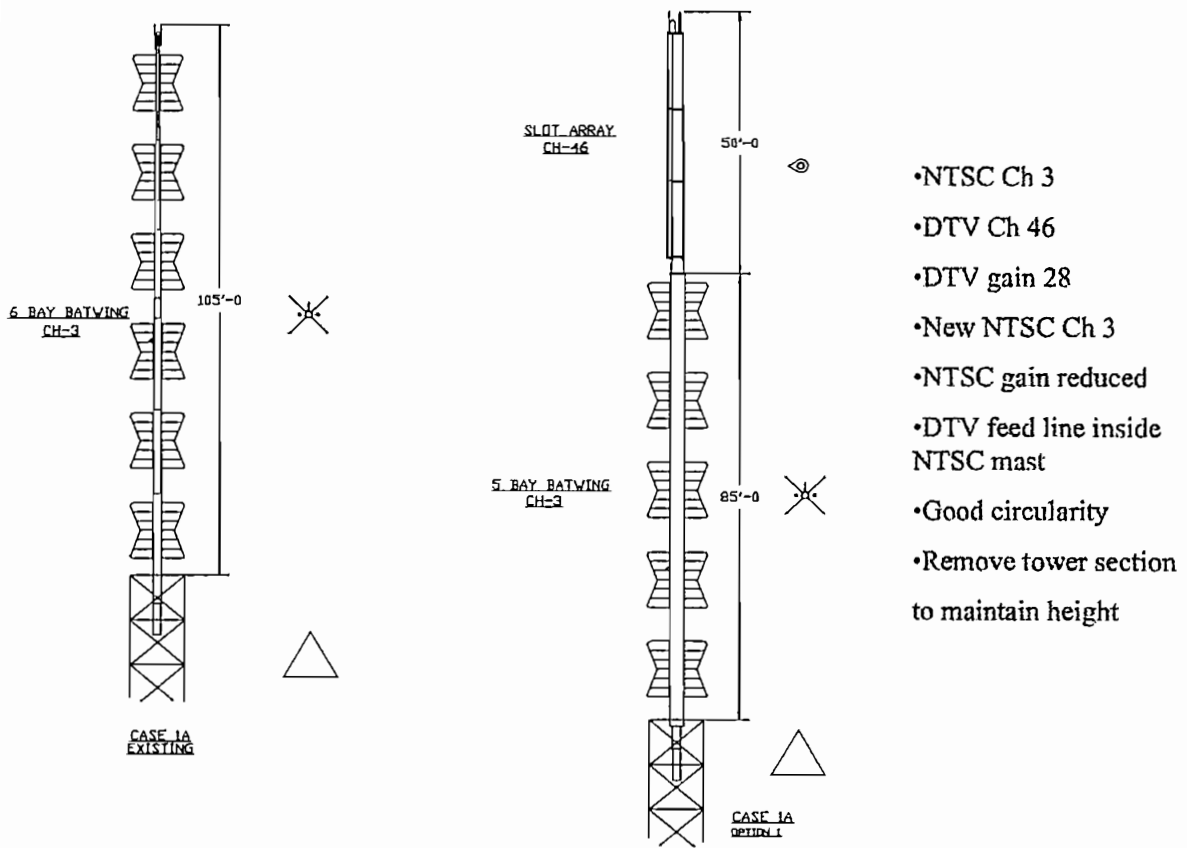 6 BAY BATWING
CH-3
105'-0
CASE 1A
EXISTING
SLOT ARRAY
CH-46
50'-0
5 BAY BATWING
CH-3
85'-0
CASE 1A
OPTION 1
•NTSC Ch 3
•DTV Ch 46
•DTV gain 28
•New NTSC Ch 3
•NTSC gain reduced
•DTV feed line inside
NTSC mast
•Good circularity
•Remove tower section
to maintain height